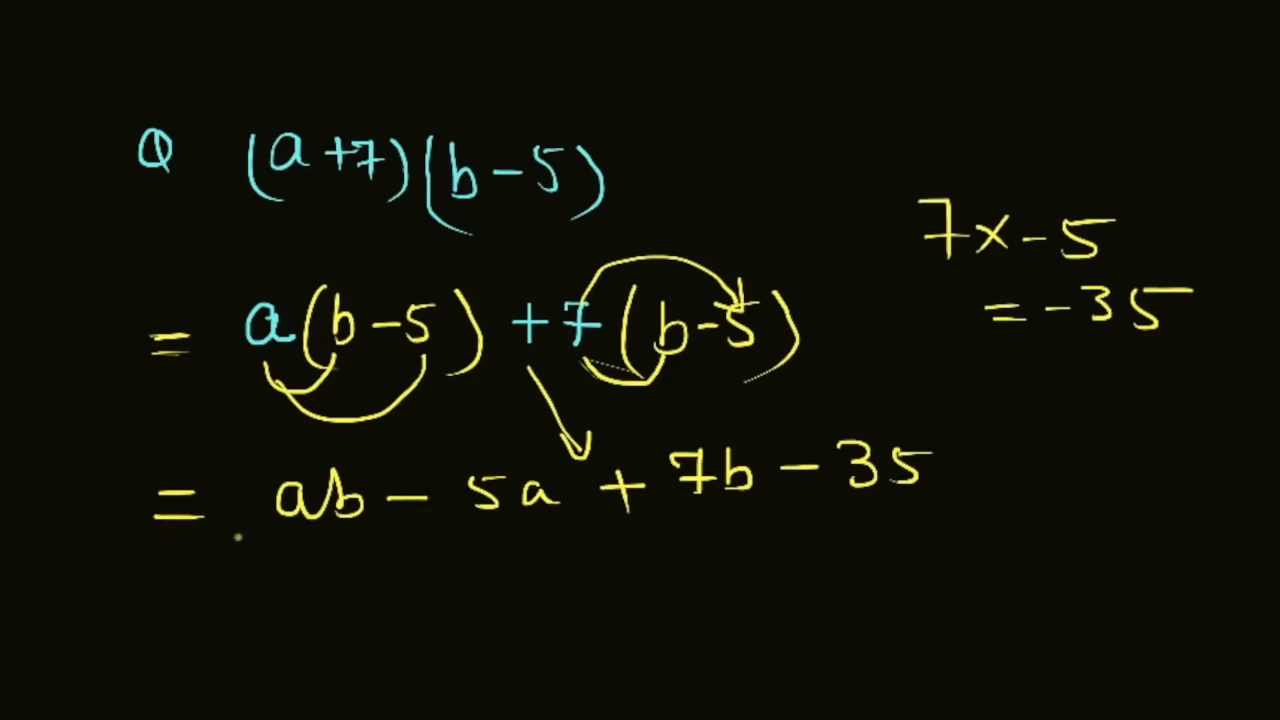 Q (a+7)(b-5)
= a(b-5) +7(b-5)
= ab - 5a + 7b - 35
7x-5
= -35